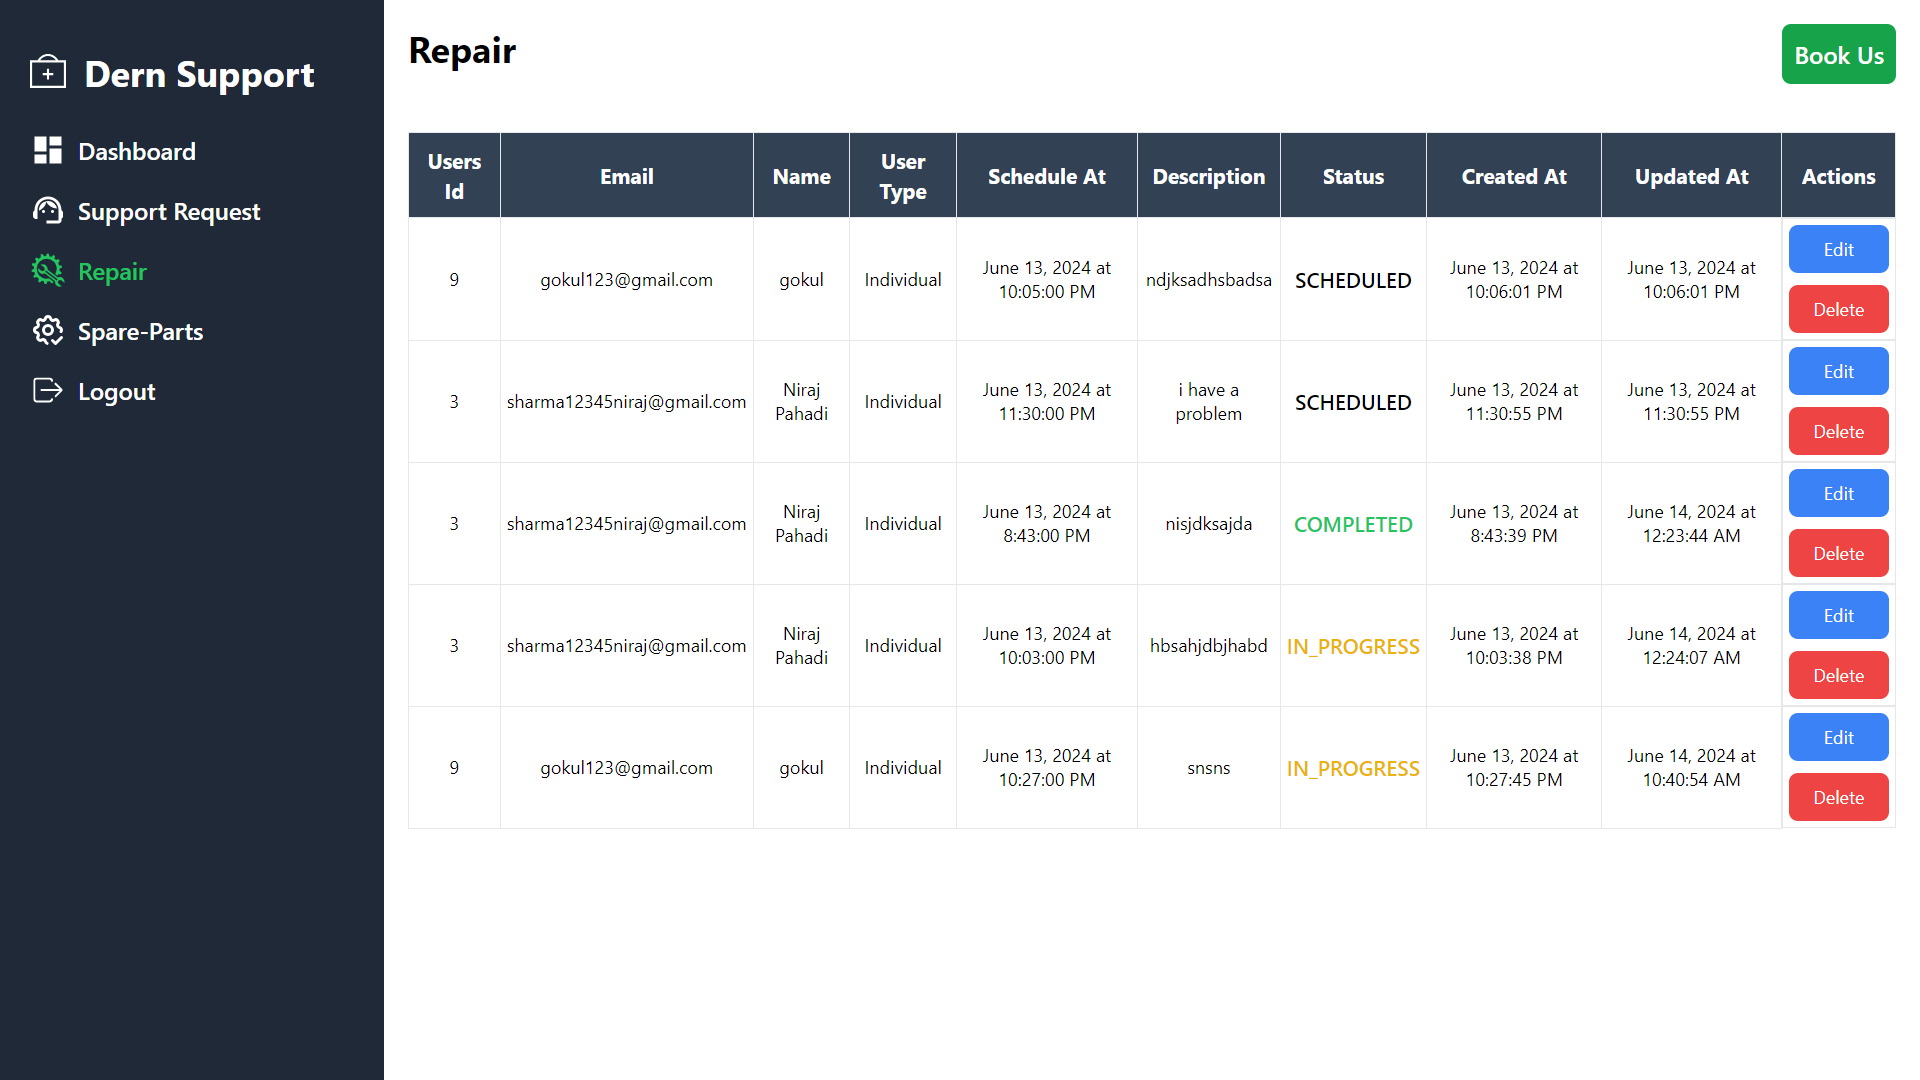 Dern Support
Dashboard
Support Request
Repair
Spare-Parts
Logout
Repair
Book Us
Users Id
Email
Name
User Type
Schedule At
Description
Status
Created At
Updated At
Actions
9
gokul123@gmail.com
gokul
Individual
June 13, 2024 at
10:05:00 PM
ndjksadhsbadsa
SCHEDULED
June 13, 2024 at
10:06:01 PM
June 13, 2024 at
10:06:01 PM
Edit
Delete
3
sharma12345niraj@gmail.com
Niraj
Pahadi
Individual
June 13, 2024 at
11:30:00 PM
i have a
problem
SCHEDULED
June 13, 2024 at
11:30:55 PM
June 13, 2024 at
11:30:55 PM
Edit
Delete
3
sharma12345niraj@gmail.com
Niraj
Pahadi
Individual
June 13, 2024 at
8:43:00 PM
nisjdksajda
COMPLETED
June 13, 2024 at
8:43:39 PM
June 14, 2024 at
12:23:44 AM
Edit
Delete
3
sharma12345niraj@gmail.com
Niraj
Pahadi
Individual
June 13, 2024 at
10:03:00 PM
hbsahjdbjhabd
IN_PROGRESS
June 13, 2024 at
10:03:38 PM
June 14, 2024 at
12:24:07 AM
Edit
Delete
9
gokul123@gmail.com
gokul
Individual
June 13, 2024 at
10:27:00 PM
snsns
IN_PROGRESS
June 13, 2024 at
10:27:45 PM
June 14, 2024 at
10:40:54 AM
Edit
Delete